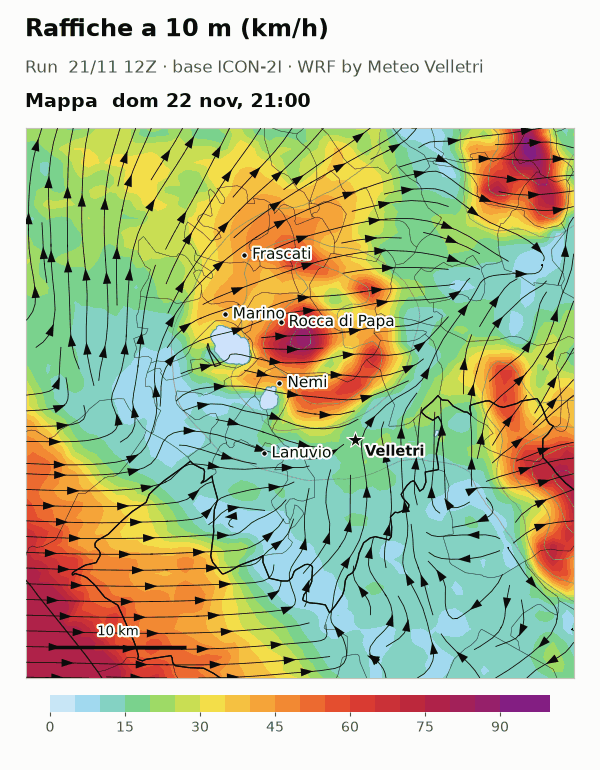 Raffiche a 10 m (km/h)
Run 21/11 12Z · base ICON-2I · WRF by Meteo Velletri
Mappa dom 22 nov, 21:00
Frascati
Marino
Rocca di Papa
Nemi
Velletri
Lanuvio
10 km
0 15 30 45 60 75 90